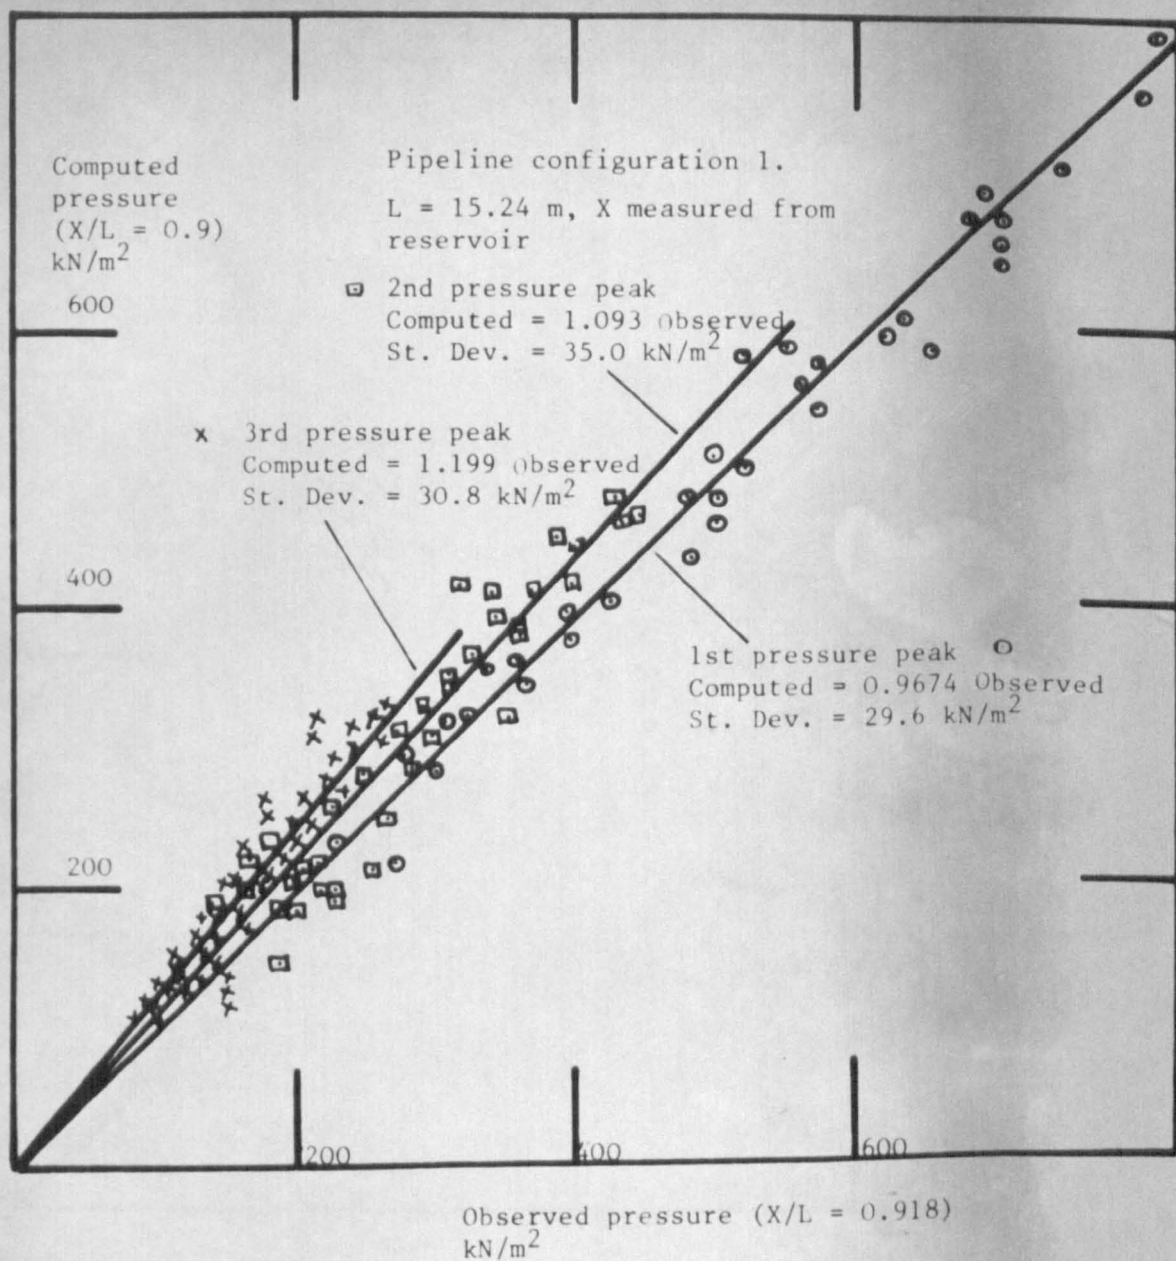 Computed
pressure
(X/L = 0.9)
kN/m²
Pipeline configuration 1.
L = 15.24 m, X measured from
reservoir
2nd pressure peak
Computed = 1.093 Observed
St. Dev. = 35.0 kN/m²
3rd pressure peak
Computed = 1.199 Observed
St. Dev. = 30.8 kN/m²
1st pressure peak
Computed = 0.9674 Observed
St. Dev. = 29.6 kN/m²
600
400
200
200
400
600
Observed pressure (X/L = 0.918)
kN/m²